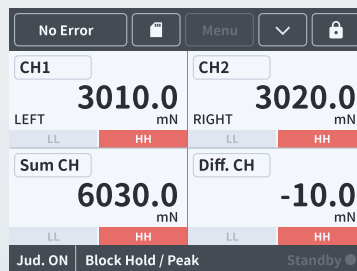 No Error
Menu
CH1
3010.0
LEFT
mN
LL
HH
CH2
3020.0
RIGHT
mN
LL
HH
Sum CH
6030.0
mN
LL
HH
Diff. CH
-10.0
mN
LL
HH
Jud. ON
Block Hold / Peak
Standby